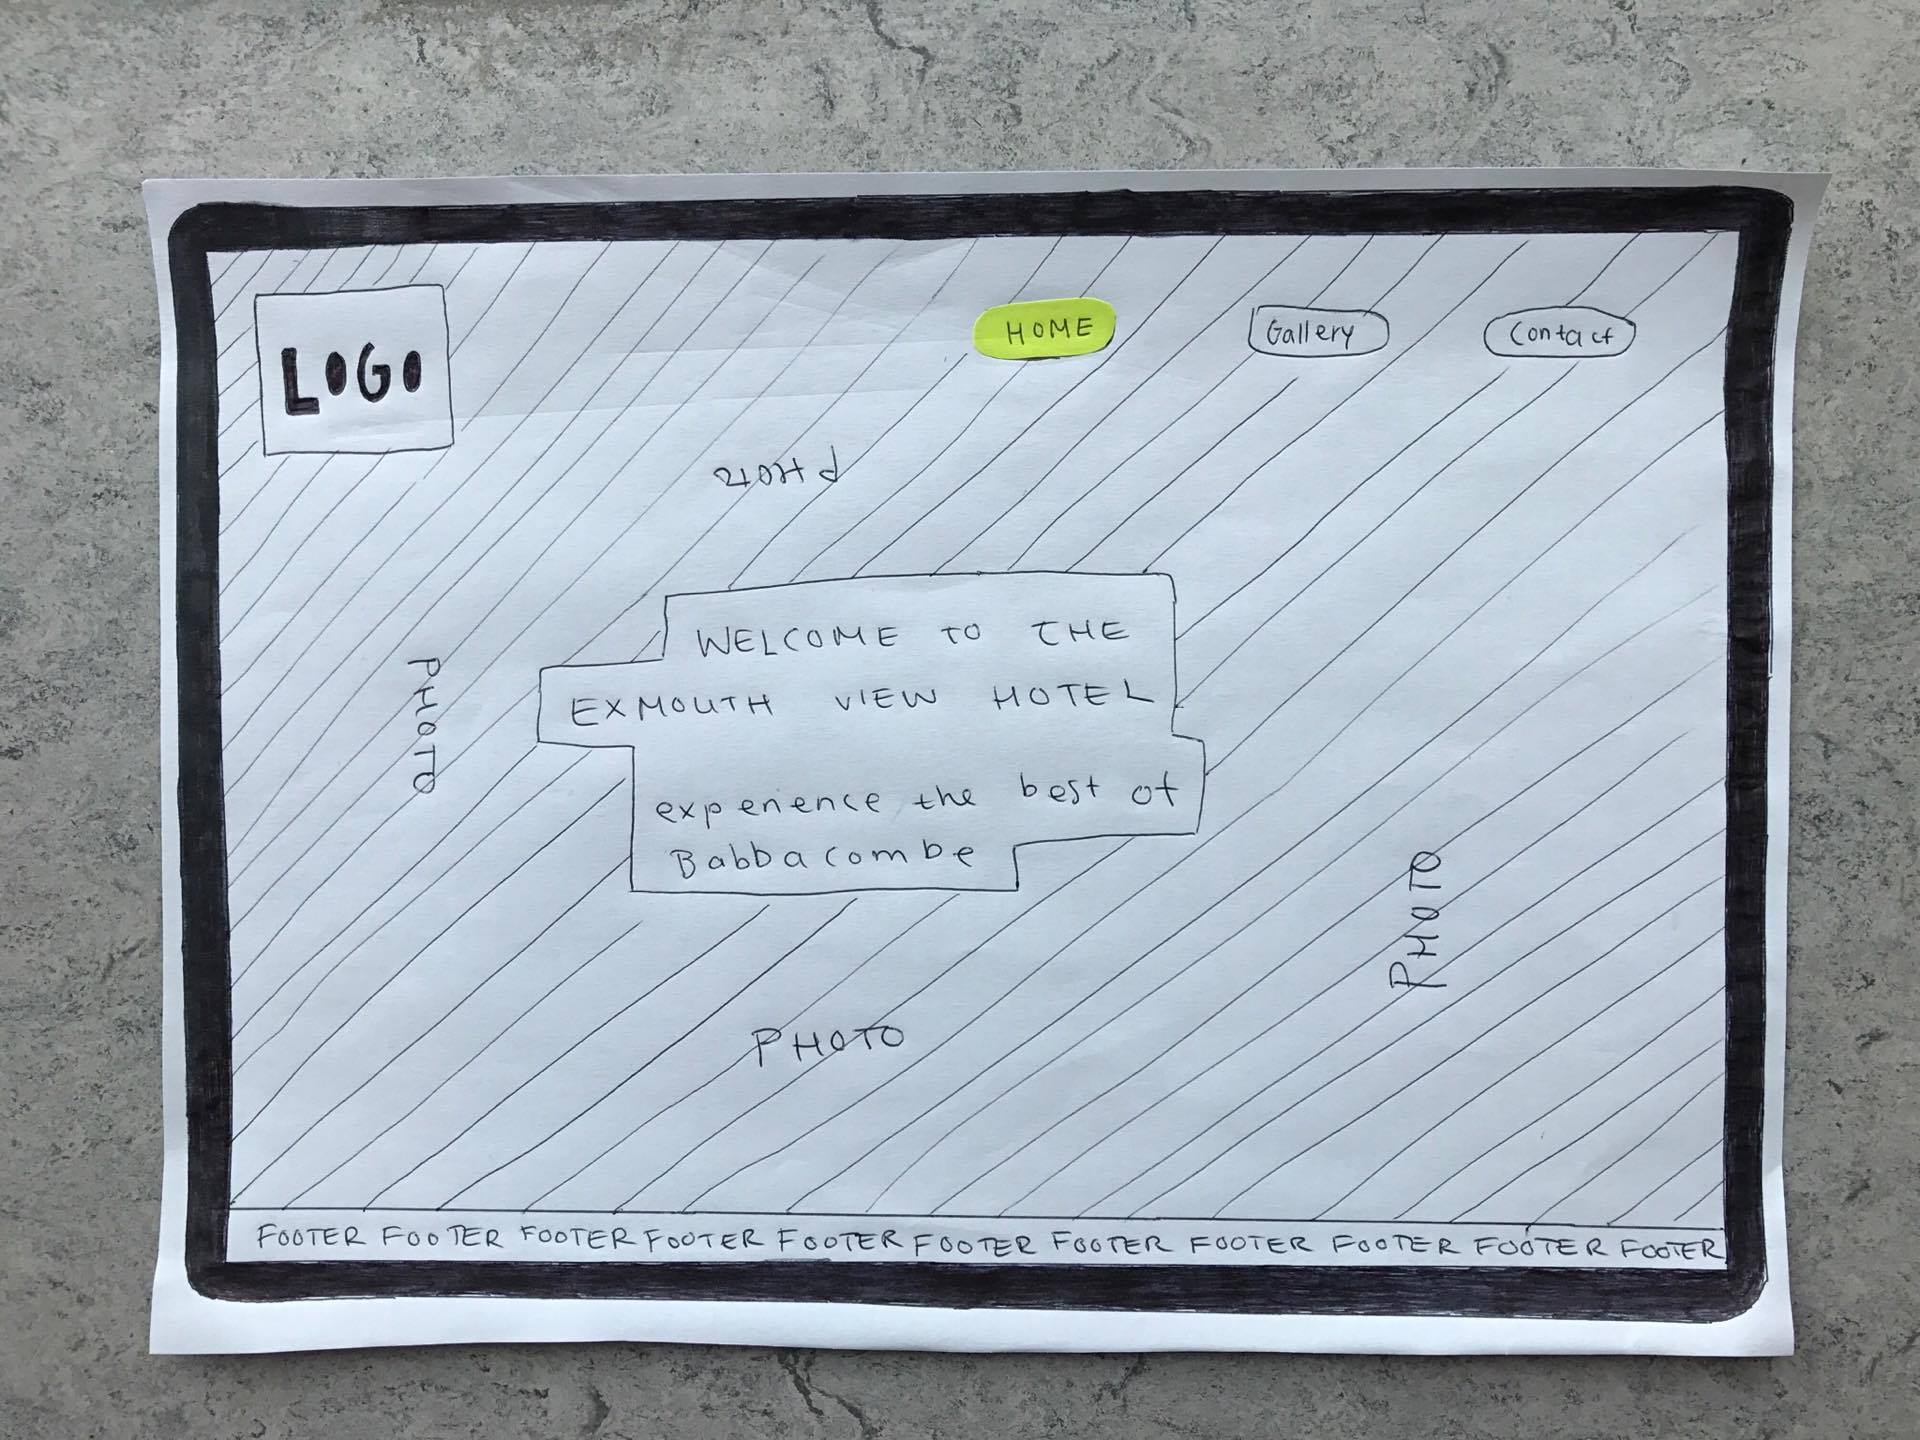 LOGO
HOME
Gallery
Contact
PHOTO
WELCOME TO THE
EXMOUTH VIEW HOTEL
PHOTO
experience the best of
Babbacombe
PHOTO
PHOTO
FOOTER FOOTER FOOTER FOOTER FOOTER FOOTER FOOTER FOOTER FOOTER FOOTER FOOTER